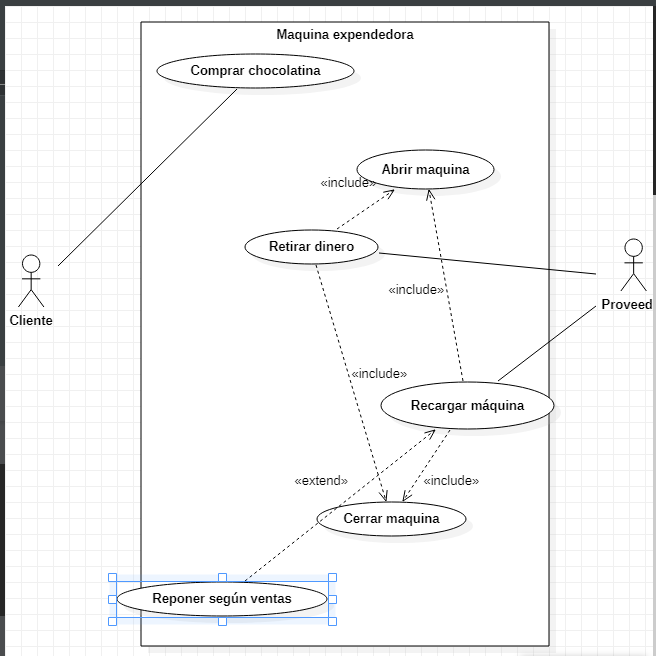 Maquina expendedora
Comprar chocolatina
Abrir maquina
«include»
Retirar dinero
«include»
Cliente
Proveed
«include»
Recargar máquina
«extend»
«include»
Cerrar maquina
Reponer según ventas